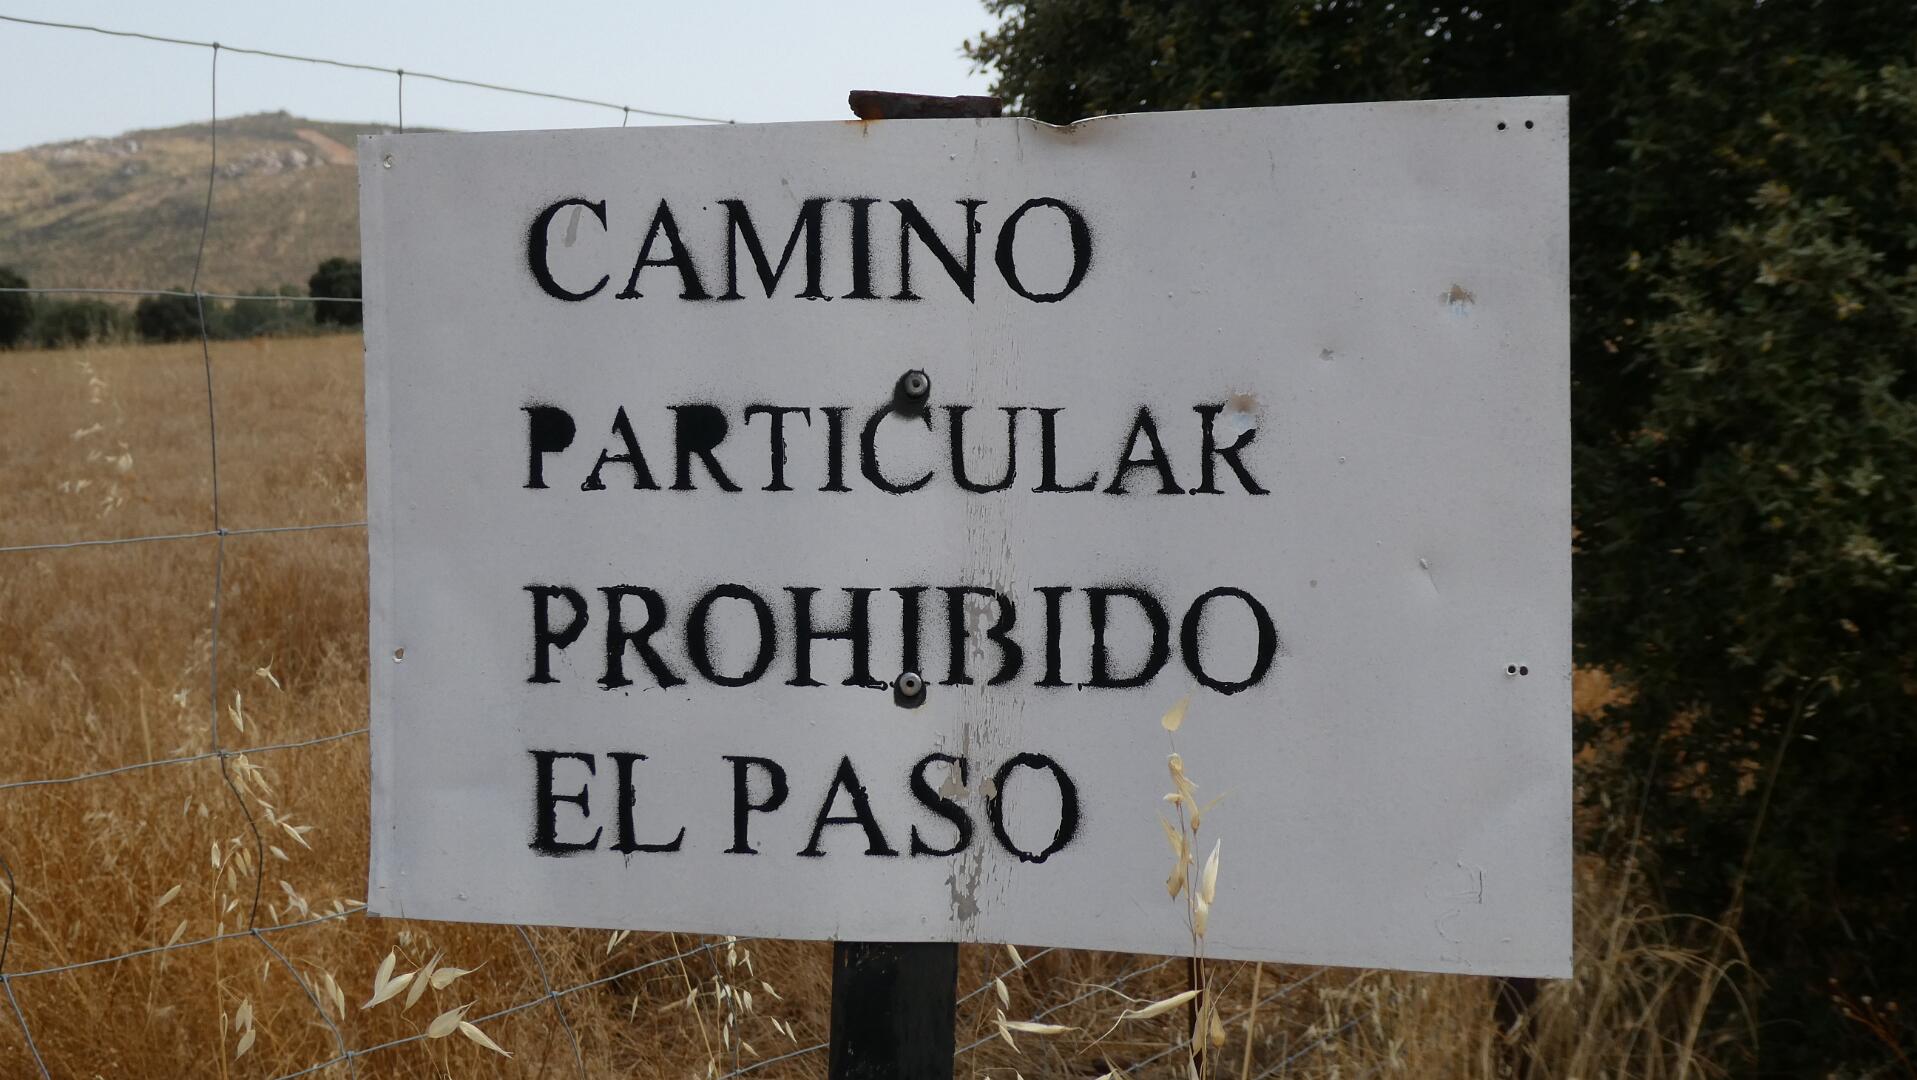 CAMINO
PARTICULAR
PROHIBIDO
EL PASO